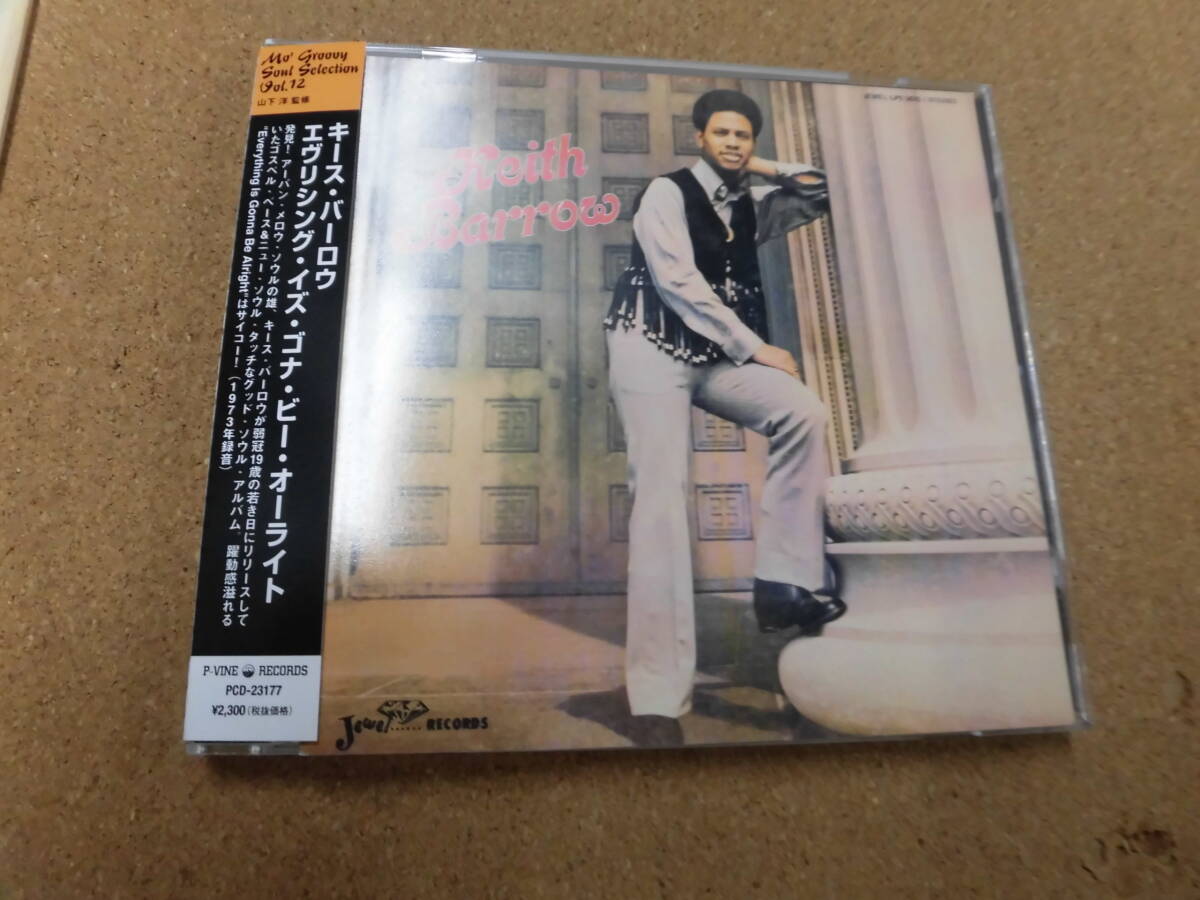 Mo' Groovy
Soul Selection
Vol.12
山下 洋 監修
キース・バーロウ
エヴリシング・イズ・ゴナ・ビー・オーライト
発見！ アーバン・メロウ・ソウルの雄、キース・バーロウが弱冠19歳の若き日にリリースして
いたゴスペル・ベース&ニュー・ソウル・タッチなグッド・ソウル・アルバム。躍動感溢れる
"Everything Is Gonna Be Alright"はサイコー！（1973年録音）
P-VINE RECORDS
PCD-23177
¥2,300（税抜価格）
Keith
Barrow
JEWEL LPS
Jewel RECORDS